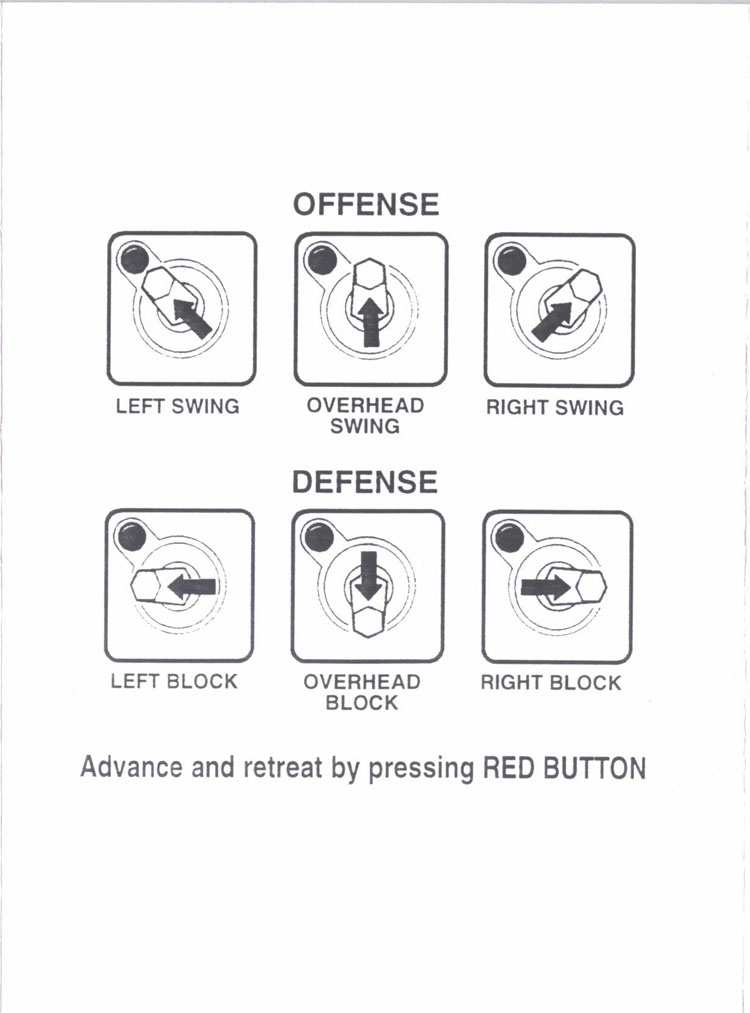 OFFENSE
LEFT SWING
OVERHEAD
SWING
RIGHT SWING
DEFENSE
LEFT BLOCK
OVERHEAD
BLOCK
RIGHT BLOCK
Advance and retreat by pressing RED BUTTON